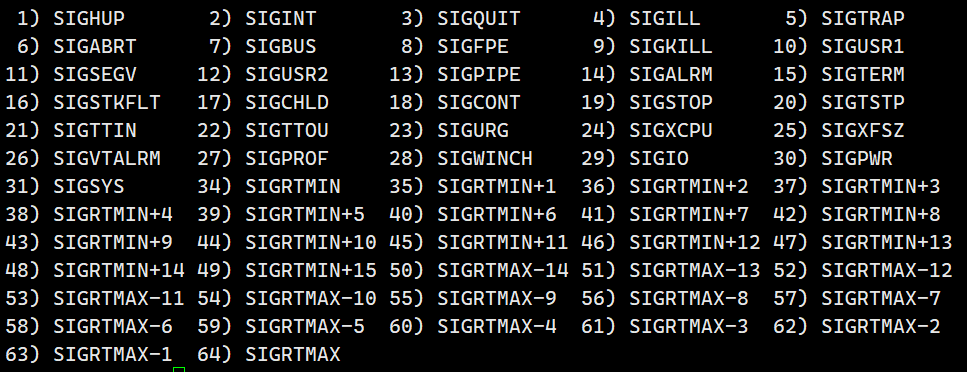 1) SIGHUP 2) SIGINT 3) SIGQUIT 4) SIGILL 5) SIGTRAP
6) SIGABRT 7) SIGBUS 8) SIGFPE 9) SIGKILL 10) SIGUSR1
11) SIGSEGV 12) SIGUSR2 13) SIGPIPE 14) SIGALRM 15) SIGTERM
16) SIGSTKFLT 17) SIGCHLD 18) SIGCONT 19) SIGSTOP 20) SIGTSTP
21) SIGTTIN 22) SIGTTOU 23) SIGURG 24) SIGXCPU 25) SIGXFSZ
26) SIGVTALRM 27) SIGPROF 28) SIGWINCH 29) SIGIO 30) SIGPWR
31) SIGSYS 34) SIGRTMIN 35) SIGRTMIN+1 36) SIGRTMIN+2 37) SIGRTMIN+3
38) SIGRTMIN+4 39) SIGRTMIN+5 40) SIGRTMIN+6 41) SIGRTMIN+7 42) SIGRTMIN+8
43) SIGRTMIN+9 44) SIGRTMIN+10 45) SIGRTMIN+11 46) SIGRTMIN+12 47) SIGRTMIN+13
48) SIGRTMIN+14 49) SIGRTMIN+15 50) SIGRTMAX-14 51) SIGRTMAX-13 52) SIGRTMAX-12
53) SIGRTMAX-11 54) SIGRTMAX-10 55) SIGRTMAX-9 56) SIGRTMAX-8 57) SIGRTMAX-7
58) SIGRTMAX-6 59) SIGRTMAX-5 60) SIGRTMAX-4 61) SIGRTMAX-3 62) SIGRTMAX-2
63) SIGRTMAX-1 64) SIGRTMAX